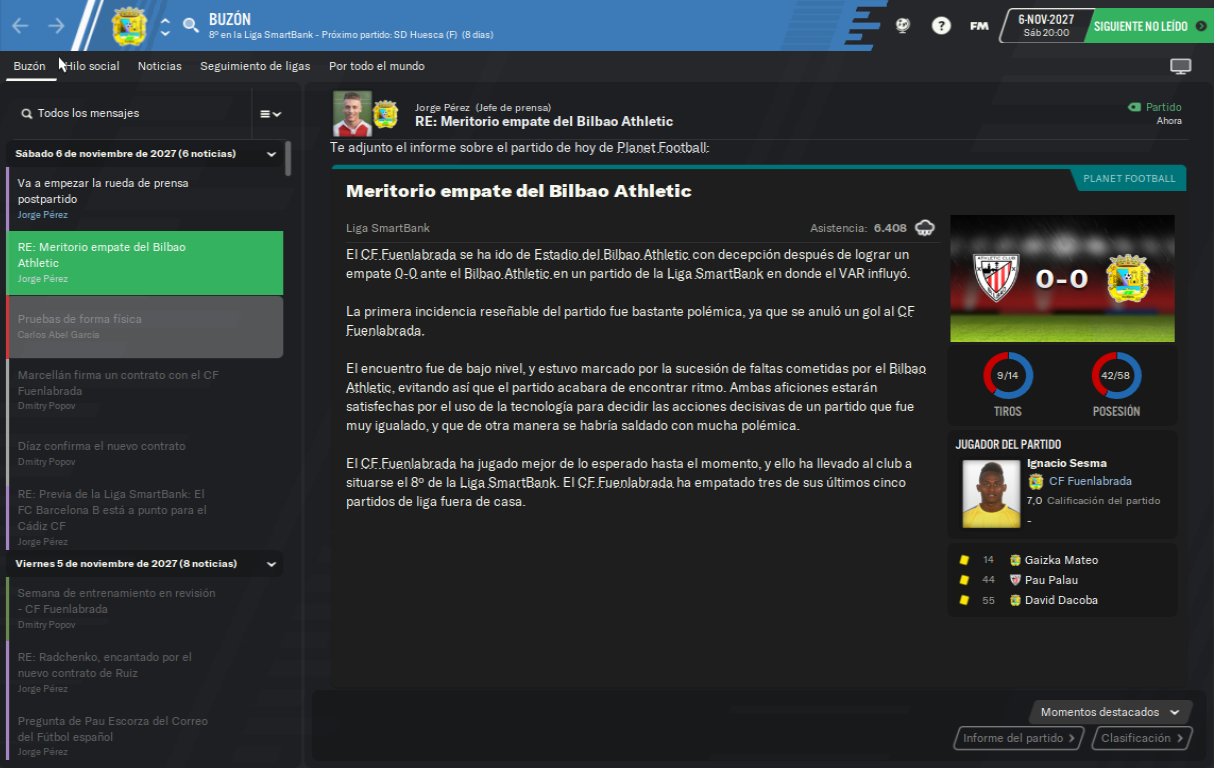 BUZÓN
8º en la Liga SmartBank - Próximo partido: SD Huesca (F) (8 días)
?
FM
6-NOV-2027
Sáb 20:00
SIGUIENTE NO LEÍDO
Buzón
Hilo social
Noticias
Seguimiento de ligas
Por todo el mundo
Todos los mensajes
Sábado 6 de noviembre de 2027 (6 noticias)
Va a empezar la rueda de prensa
postpartido
Jorge Pérez
RE: Meritorio empate del Bilbao
Athletic
Jorge Pérez
Pruebas de forma física
Carlos Abel García
Marcellán firma un contrato con el CF
Fuenlabrada
Dmitry Popov
Díaz confirma el nuevo contrato
Dmitry Popov
RE: Previa de la Liga SmartBank: El
FC Barcelona B está a punto para el
Cádiz CF
Jorge Pérez
Viernes 5 de noviembre de 2027 (8 noticias)
Semana de entrenamiento en revisión
- CF Fuenlabrada
Dmitry Popov
RE: Radchenko, encantado por el
nuevo contrato de Ruiz
Jorge Pérez
Pregunta de Pau Escorza del Correo
del Fútbol español
Jorge Pérez
Jorge Pérez (Jefe de prensa)
RE: Meritorio empate del Bilbao Athletic
Partido
Ahora
Te adjunto el informe sobre el partido de hoy de Planet Football:
PLANET FOOTBALL
Meritorio empate del Bilbao Athletic
Liga SmartBank
Asistencia: 6.408
El CF Fuenlabrada se ha ido de Estadio del Bilbao Athletic con decepción después de lograr un
empate 0-0 ante el Bilbao Athletic en un partido de la Liga SmartBank en donde el VAR influyó.
La primera incidencia reseñable del partido fue bastante polémica, ya que se anuló un gol al CF
Fuenlabrada.
El encuentro fue de bajo nivel, y estuvo marcado por la sucesión de faltas cometidas por el Bilbao
Athletic, evitando así que el partido acabara de encontrar ritmo. Ambas aficiones estarán
satisfechas por el uso de la tecnología para decidir las acciones decisivas de un partido que fue
muy igualado, y que de otra manera se habría saldado con mucha polémica.
El CF Fuenlabrada ha jugado mejor de lo esperado hasta el momento, y ello ha llevado al club a
situarse el 8º de la Liga SmartBank. El CF Fuenlabrada ha empatado tres de sus últimos cinco
partidos de liga fuera de casa.
ATHLETIC CLUB
0-0
9/14
TIROS
42/58
POSESIÓN
JUGADOR DEL PARTIDO
Ignacio Sesma
CF Fuenlabrada
7,0 Calificación del partido
-
14 Gaizka Mateo
44 Pau Palau
55 David Dacoba
Momentos destacados
Informe del partido
Clasificación